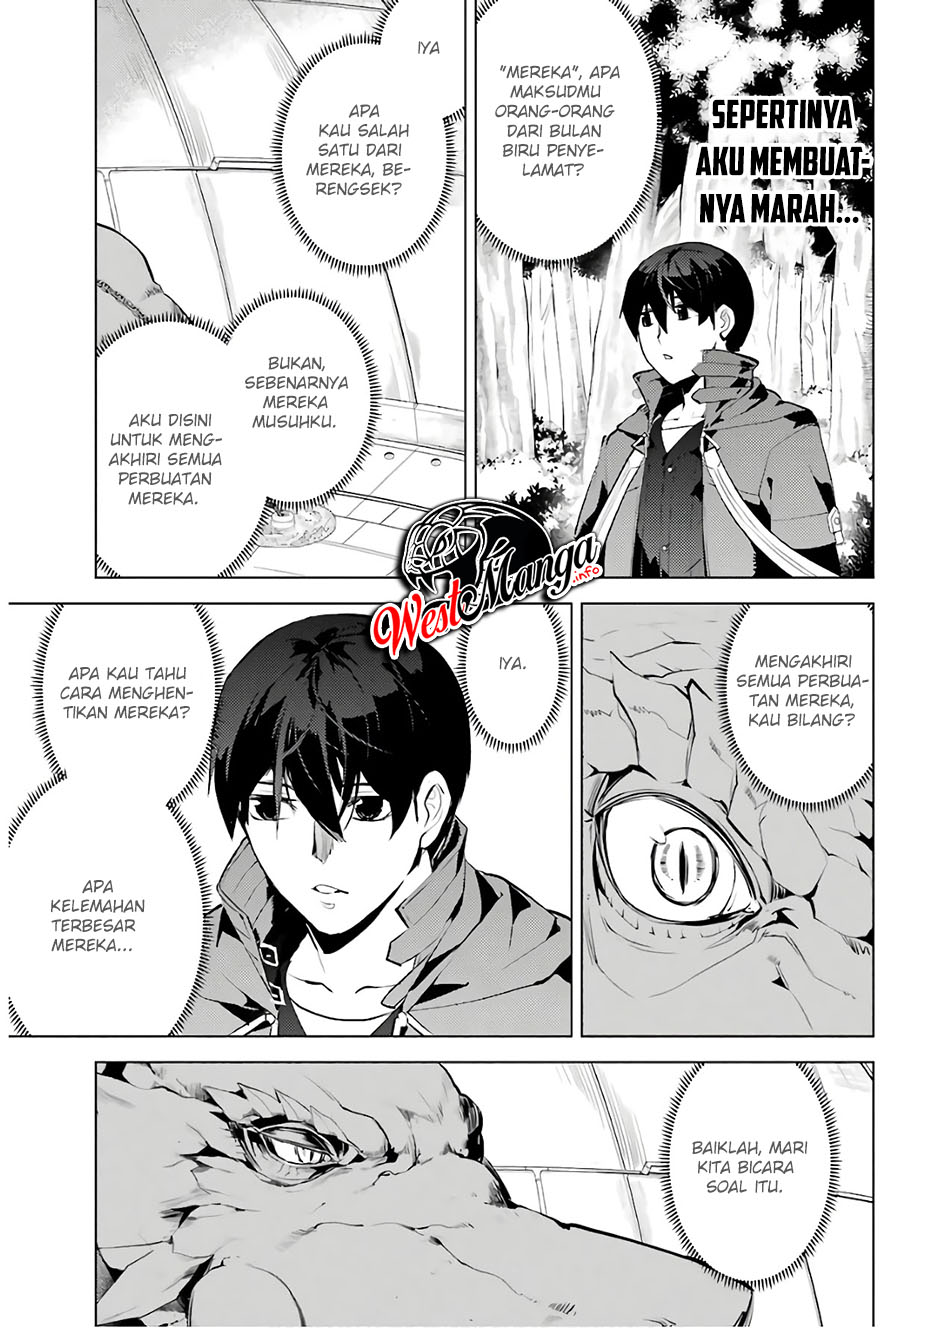 SEPERTINYA
AKU MEMBUAT-
NYA MARAH...
"MEREKA", APA
MAKSUDMU
ORANG-ORANG
DARI BULAN
BIRU PENYE-
LAMAT?
IYA
APA
KAU SALAH
SATU DARI
MEREKA, BE-
RENGSEK?
BUKAN,
SEBENARNYA
MEREKA
MUSUHKU.
AKU DISINI
UNTUK MENG-
AKHIRI SEMUA
PERBUATAN
MEREKA.
WestManga
.info
MENGAKHIRI
SEMUA PERBUA-
TAN MEREKA,
KAU BILANG?
IYA.
APA KAU TAHU
CARA MENGHEN-
TIKAN MEREKA?
APA
KELEMAHAN
TERBESAR
MEREKA...
BAIKLAH, MARI
KITA BICARA
SOAL ITU.